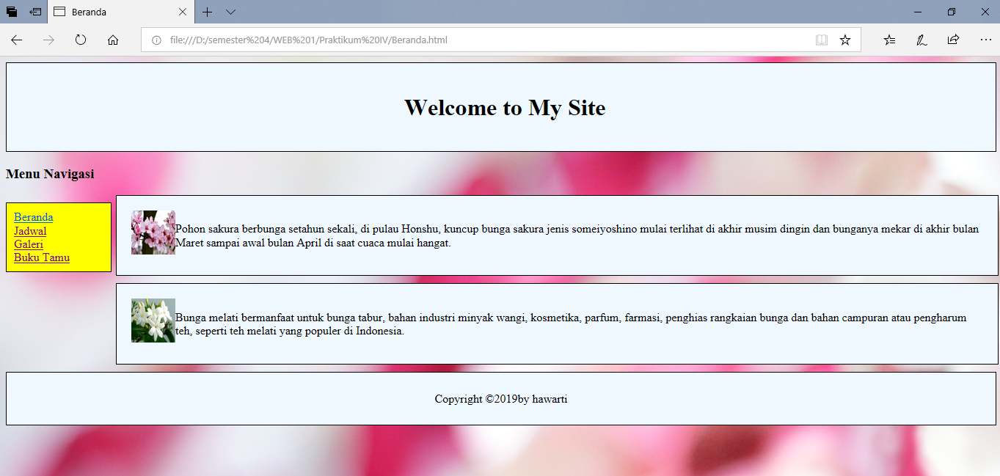 Beranda
file:///D:/semester%204/WEB%201/Praktikum%20IV/Beranda.html
Welcome to My Site
Menu Navigasi
Beranda
Jadwal
Galeri
Buku Tamu
Pohon sakura berbunga setahun sekali, di pulau Honshu, kuncup bunga sakura jenis someiyoshino mulai terlihat di akhir musim dingin dan bunganya mekar di akhir bulan
Maret sampai awal bulan April di saat cuaca mulai hangat.
Bunga melati bermanfaat untuk bunga tabur, bahan industri minyak wangi, kosmetika, parfum, farmasi, penghias rangkaian bunga dan bahan campuran atau pengharum
teh, seperti teh melati yang populer di Indonesia.
Copyright ©2019by hawarti